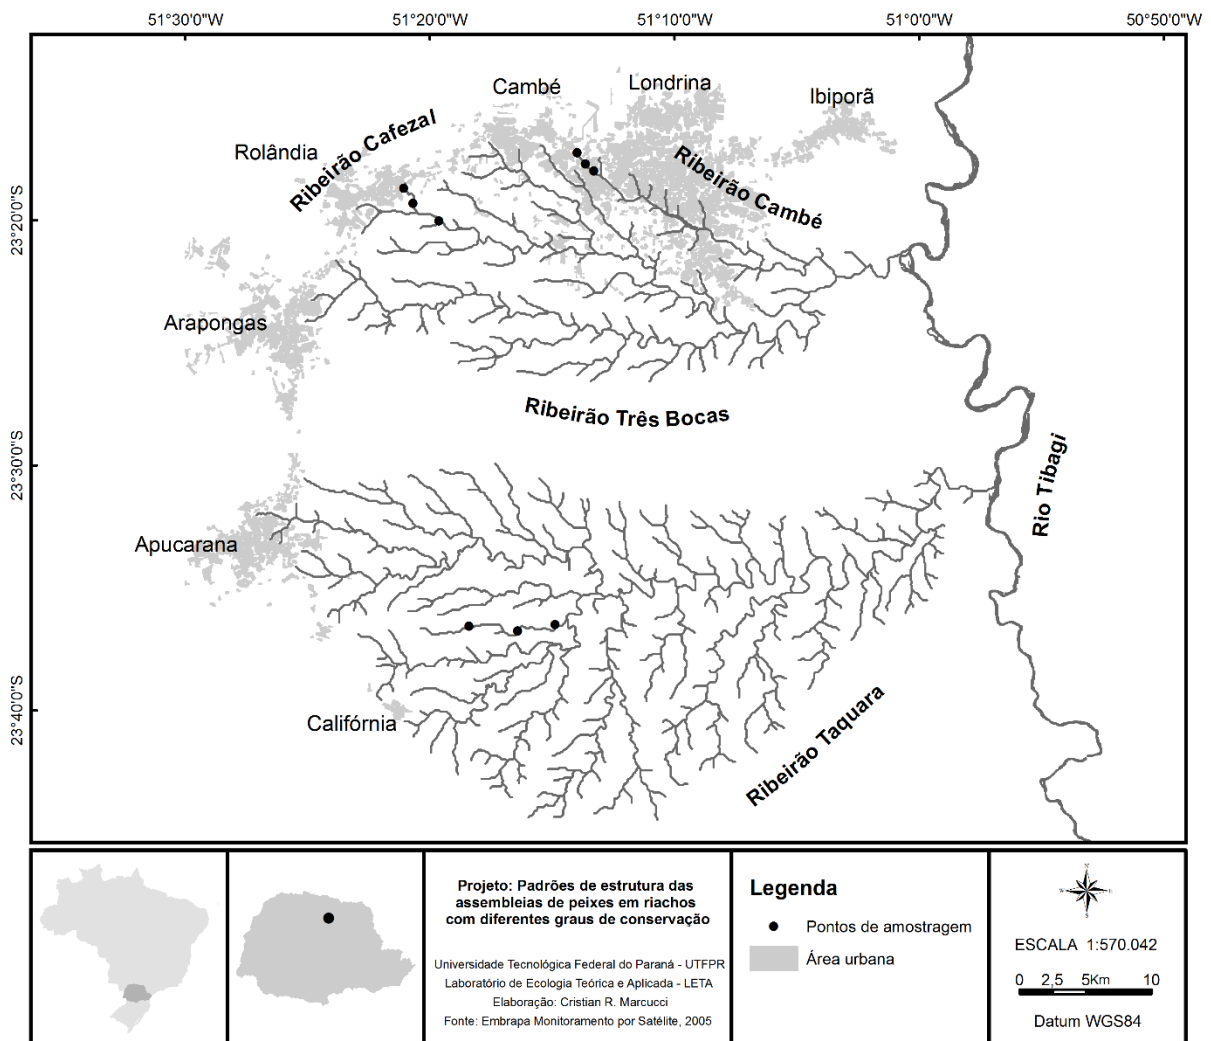 51°30'0"W
51°20'0"W
51°10'0"W
51°0'0"W
50°50'0"W
Cambé
Londrina
Ibiporã
Rolândia
Ribeirão Cafezal
Ribeirão Cambé
23°20'0"S
Arapongas
Ribeirão Três Bocas
23°30'0"S
Rio Tibagi
Apucarana
23°40'0"S
Califórnia
Ribeirão Taquara
Projeto: Padrões de estrutura das
assembleias de peixes em riachos
com diferentes graus de conservação
Universidade Tecnológica Federal do Paraná - UTFPR
Laboratório de Ecologia Teórica e Aplicada - LETA
Elaboração: Cristian R. Marcucci
Fonte: Embrapa Monitoramento por Satélite, 2005
Legenda
Pontos de amostragem
Área urbana
N
W
E
S
ESCALA 1:570.042
0 2,5 5Km 10
Datum WGS84